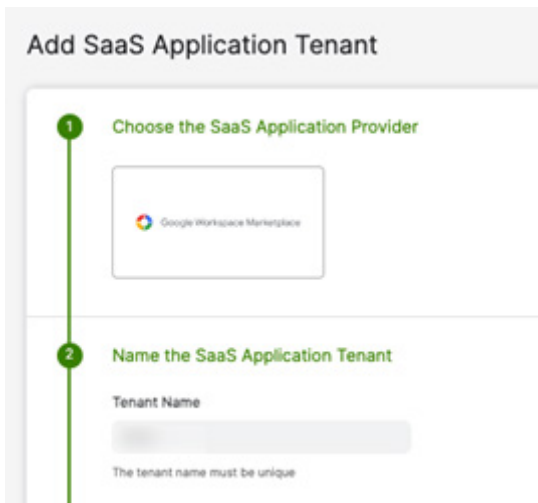 Add SaaS Application Tenant
1
Choose the SaaS Application Provider
Google Workspace Marketplace
2
Name the SaaS Application Tenant
Tenant Name
The tenant name must be unique